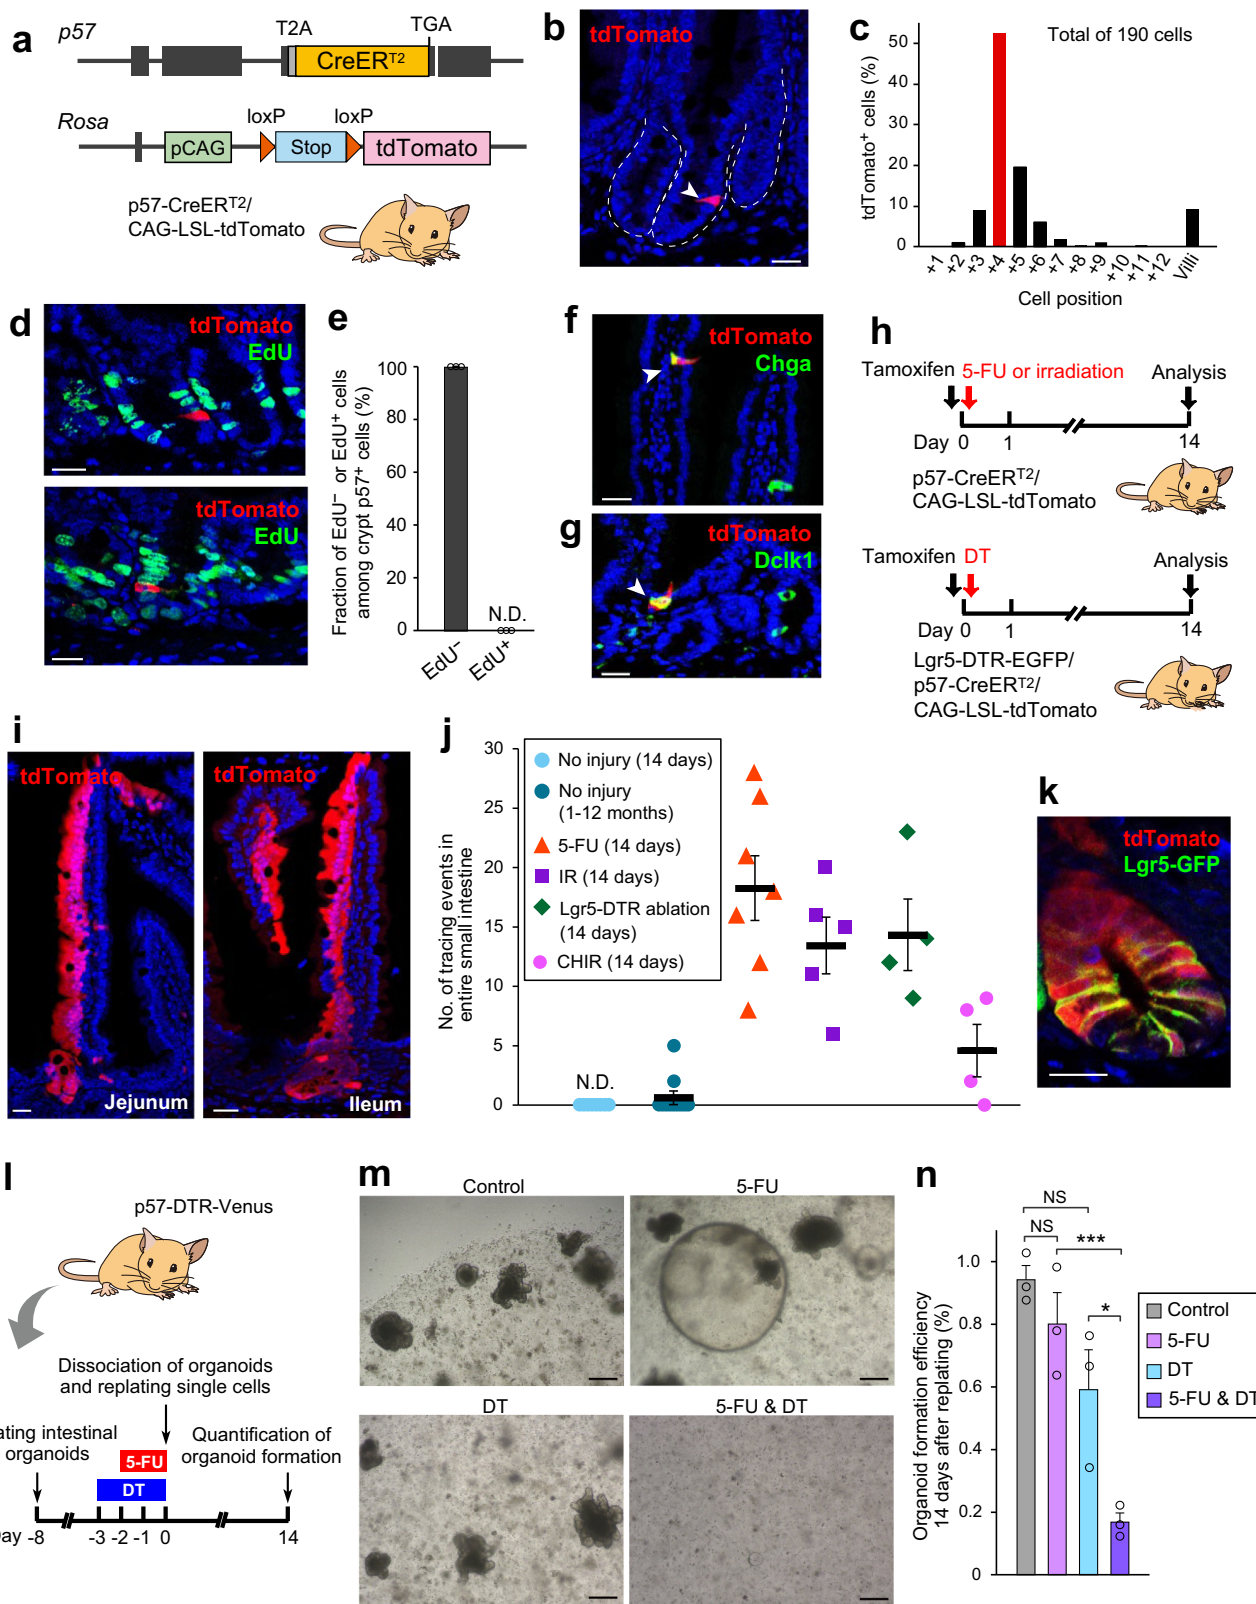 a
p57
T2A
TGA
CreERT2
Rosa
loxP
loxP
pCAG
Stop
tdTomato
p57-CreERT2/
CAG-LSL-tdTomato
b
tdTomato
c
Total of 190 cells
tdTomato+ cells (%)
50
20
10
0
+1
+2
+3
+4
+5
+6
+7
+8
+9
+10
+11
+12
Villi
Cell position
d
tdTomato
EdU
tdTomato
EdU
e
Fraction of EdU− or EdU+ cells
among crypt p57+ cells (%)
100
80
60
40
20
0
N.D.
EdU−
EdU+
f
tdTomato
Chga
g
tdTomato
Dclk1
h
Tamoxifen
5-FU or irradiation
Analysis
Day
0
1
14
p57-CreERT2/
CAG-LSL-tdTomato
Tamoxifen
DT
Analysis
Day
0
1
14
Lgr5-DTR-EGFP/
p57-CreERT2/
CAG-LSL-tdTomato
i
tdTomato
Jejunum
tdTomato
Ileum
j
No. of tracing events in
entire small intestine
30
25
20
15
10
5
0
No injury (14 days)
No injury
(1-12 months)
5-FU (14 days)
IR (14 days)
Lgr5-DTR ablation
(14 days)
CHIR (14 days)
N.D.
k
tdTomato
Lgr5-GFP
l
p57-DTR-Venus
Dissociation of organoids
and replating single cells
ating intestinal
organoids
Quantification of
organoid formation
5-FU
DT
ay
-8
-3
-2
-1
0
14
m
Control
5-FU
DT
5-FU & DT
n
Organoid formation efficiency
14 days after replating (%)
1.0
0.8
0.6
0.4
0.2
0
NS
NS
***
*
Control
5-FU
DT
5-FU & DT